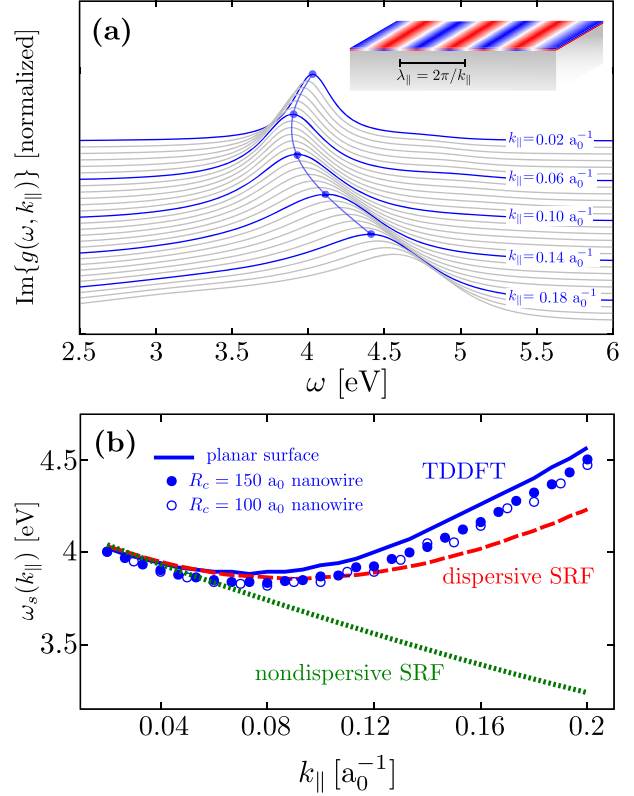 (a)
λ∥ = 2π/k∥
Im{g(ω, k∥)} [normalized]
k∥= 0.02 a₀⁻¹
k∥= 0.06 a₀⁻¹
k∥= 0.10 a₀⁻¹
k∥= 0.14 a₀⁻¹
k∥= 0.18 a₀⁻¹
2.5 3 3.5 4 4.5 5 5.5 6
ω [eV]
(b)
planar surface
R_c = 150 a₀ nanowire
R_c = 100 a₀ nanowire
TDDFT
dispersive SRF
nondispersive SRF
4.5
4
3.5
ω_s(k∥) [eV]
0.04 0.08 0.12 0.16 0.2
k∥ [a₀⁻¹]